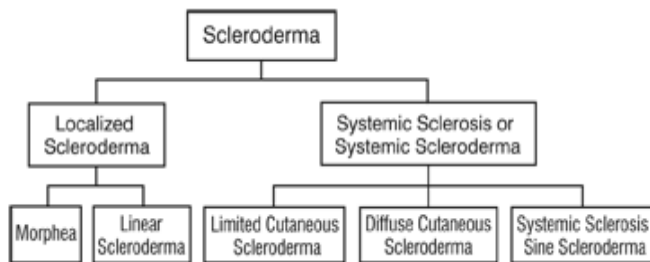 Scleroderma
Localized
Scleroderma
Systemic Sclerosis or
Systemic Scleroderma
Morphea
Linear
Scleroderma
Limited Cutaneous
Scleroderma
Diffuse Cutaneous
Scleroderma
Systemic Sclerosis
Sine Scleroderma